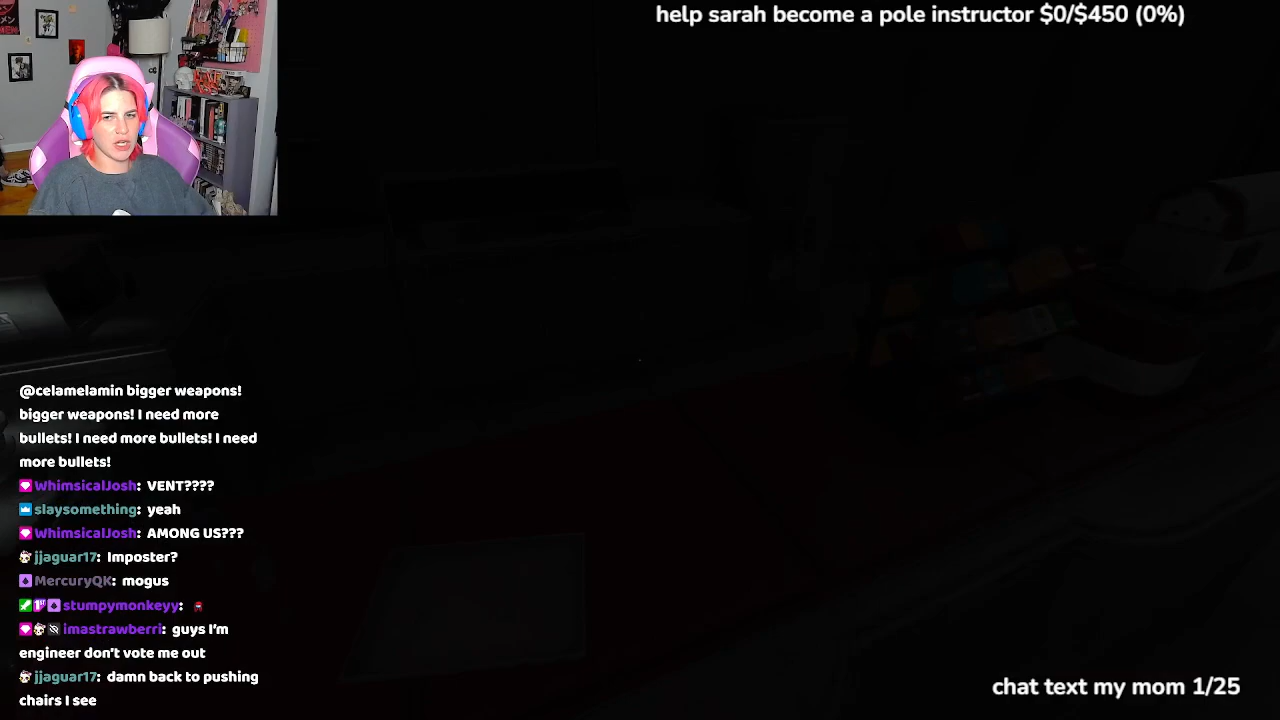 help sarah become a pole instructor $0/$450 (0%)
@celamelamin bigger weapons!
bigger weapons! I need more
bullets! I need more bullets! I need
more bullets!
WhimsicalJosh: VENT????
slaysomething: yeah
WhimsicalJosh: AMONG US???
jjaguar17: Imposter?
MercuryQK: mogus
stumpymonkeyy:
imastrawberri: guys I'm
engineer don't vote me out
jjaguar17: damn back to pushing
chairs I see
chat text my mom 1/25